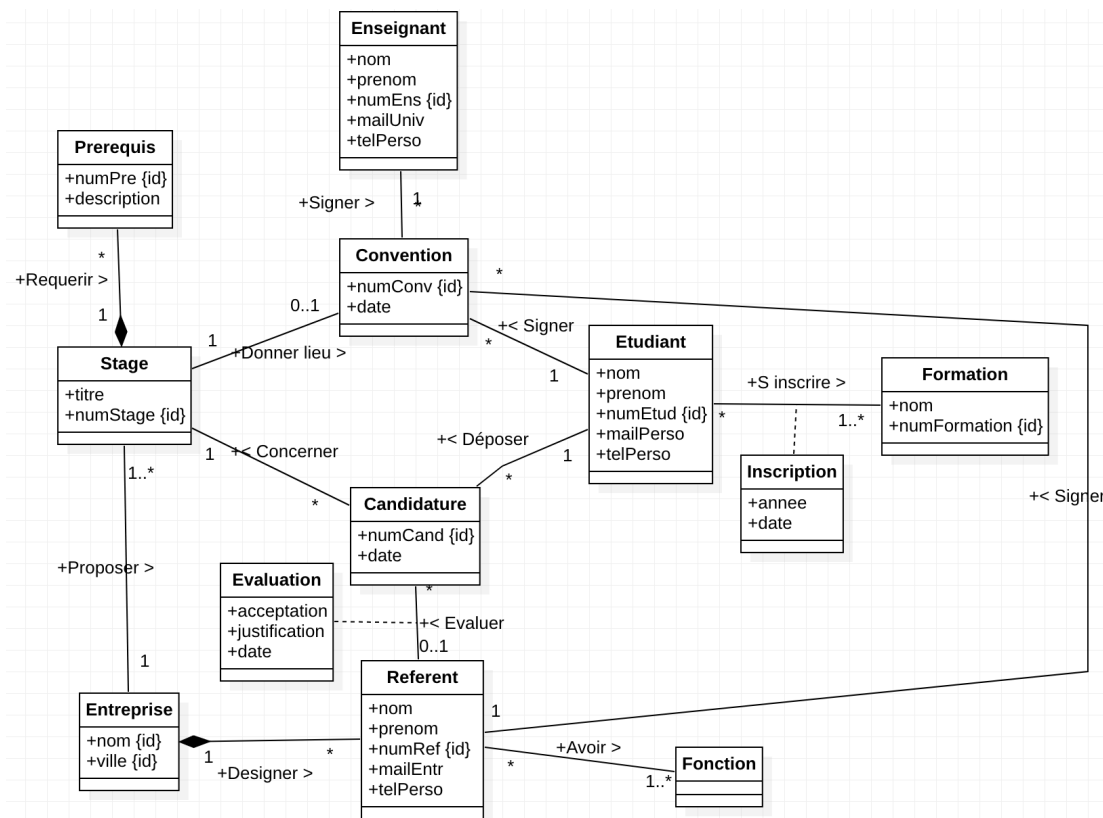 Enseignant
+nom
+prenom
+numEns {id}
+mailUniv
+telPerso
Prerequis
+numPre {id}
+description
+Signer >
1
*
*
+Requerir >
1
Convention
+numConv {id}
+date
*
0..1
1
+Donner lieu >
+< Signer
*
1
Stage
+titre
+numStage {id}
Etudiant
+nom
+prenom
+numEtud {id}
+mailPerso
+telPerso
+S inscrire >
*
1..*
Formation
+nom
+numFormation {id}
1
+< Concerner
*
+< Déposer
1
*
1..*
Inscription
+annee
+date
+< Signer
Candidature
+numCand {id}
+date
+Proposer >
1
Evaluation
+acceptation
+justification
+date
*
+< Evaluer
0..1
Referent
+nom
+prenom
+numRef {id}
+mailEntr
+telPerso
Entreprise
+nom {id}
+ville {id}
1
+Designer >
*
1
+Avoir >
*
1..*
Fonction